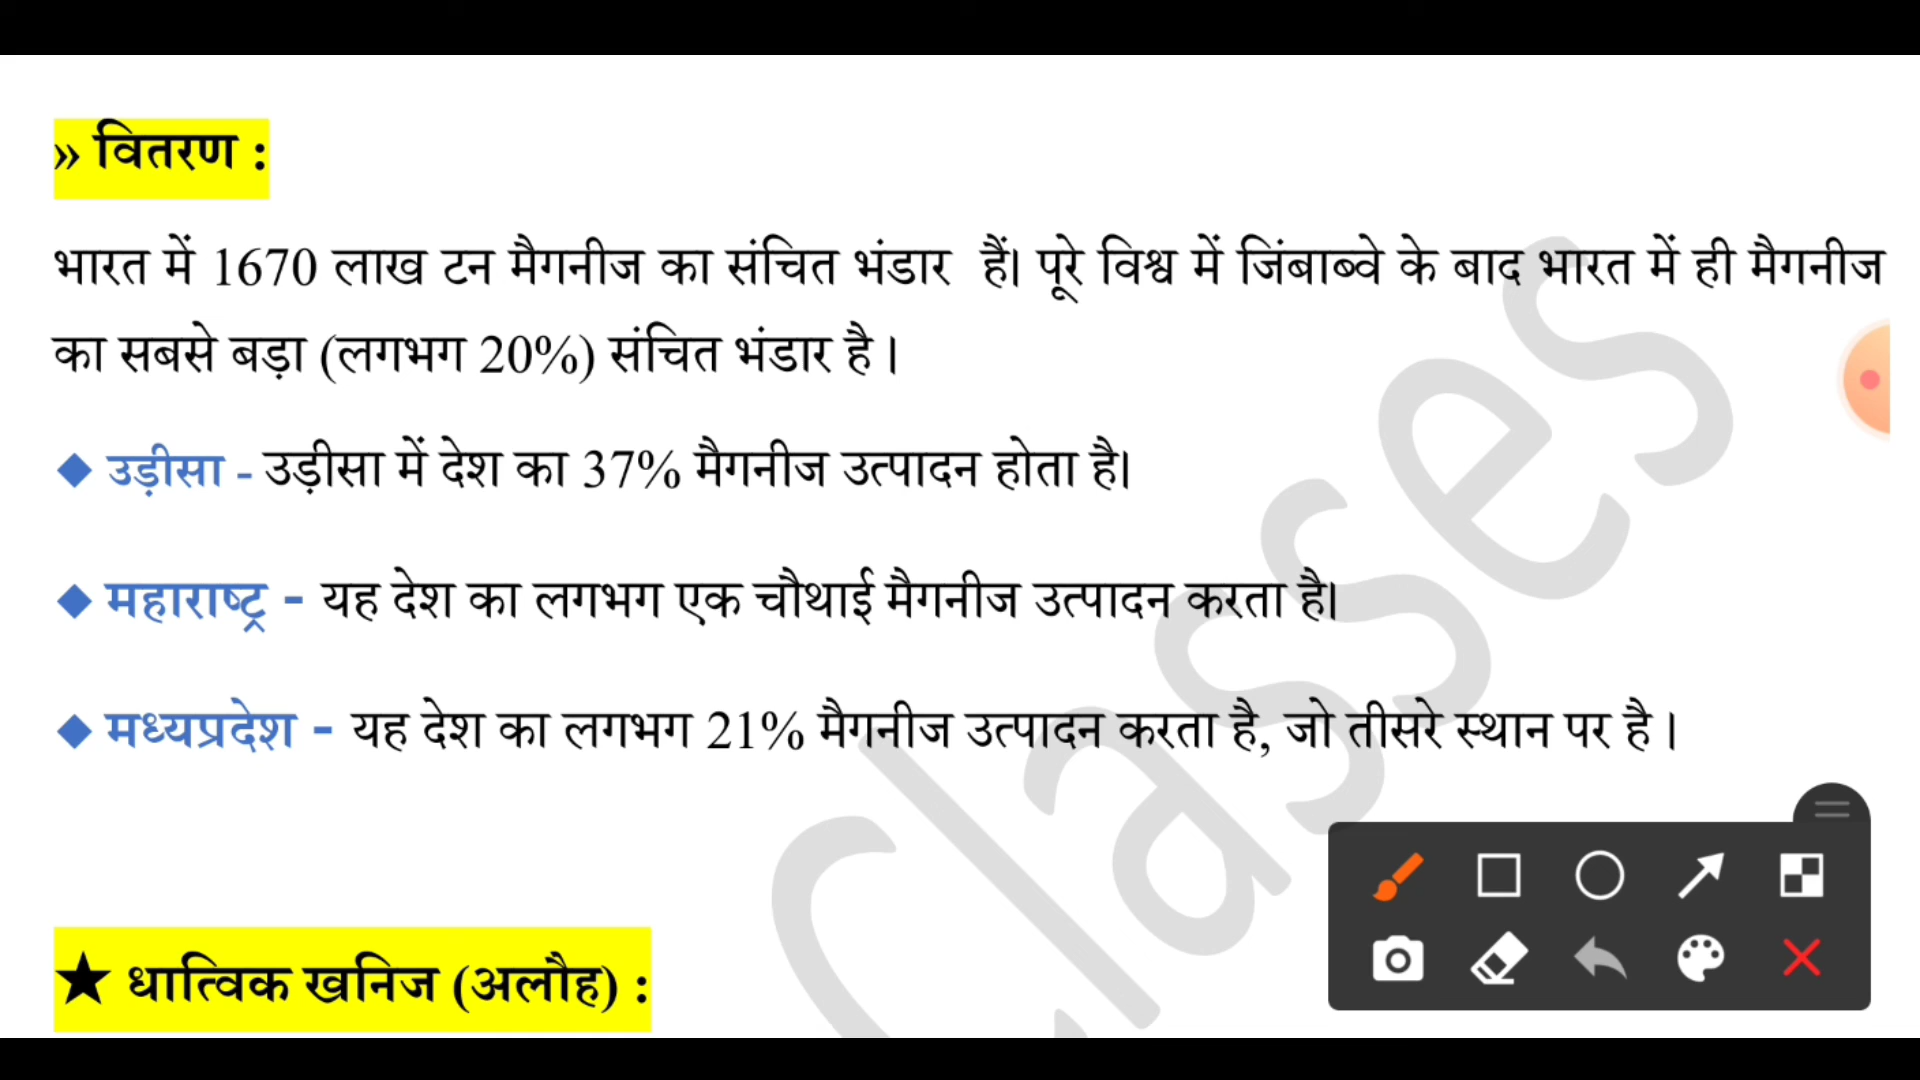 » वितरण :
भारत में 1670 लाख टन मैगनीज का संचित भंडार हैं। पूरे विश्व में जिंबाब्वे के बाद भारत में ही मैगनीज
का सबसे बड़ा (लगभग 20%) संचित भंडार है ।
◆ उड़ीसा - उड़ीसा में देश का 37% मैगनीज उत्पादन होता है।
◆ महाराष्ट्र - यह देश का लगभग एक चौथाई मैगनीज उत्पादन करता है।
◆ मध्यप्रदेश - यह देश का लगभग 21% मैगनीज उत्पादन करता है, जो तीसरे स्थान पर है ।
★ धात्विक खनिज (अलौह) :
Classes